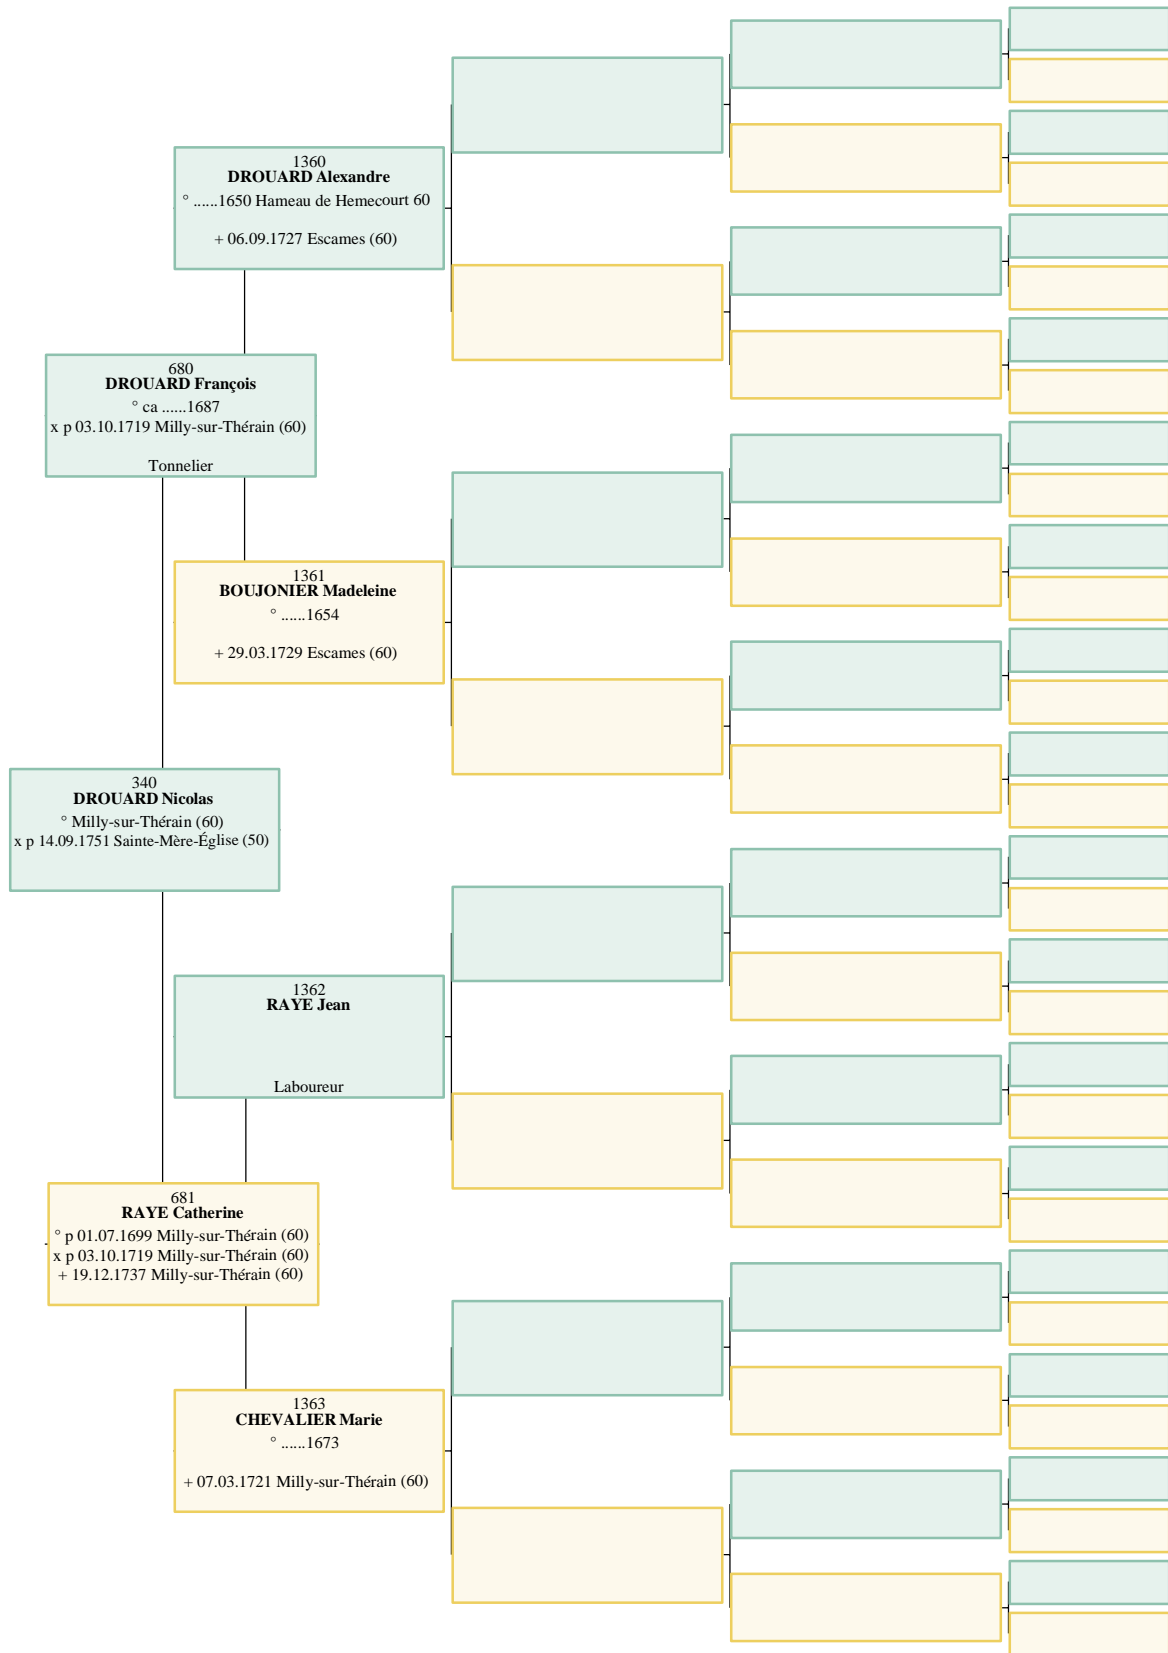 1360
DROUARD Alexandre
° ......1650 Hameau de Hemecourt 60
+ 06.09.1727 Escames (60)
680
DROUARD François
° ca ......1687
x p 03.10.1719 Milly-sur-Thérain (60)
Tonnelier
1361
BOUJONIER Madeleine
° ......1654
+ 29.03.1729 Escames (60)
340
DROUARD Nicolas
° Milly-sur-Thérain (60)
x p 14.09.1751 Sainte-Mère-Église (50)
1362
RAYE Jean
Laboureur
681
RAYE Catherine
° p 01.07.1699 Milly-sur-Thérain (60)
x p 03.10.1719 Milly-sur-Thérain (60)
+ 19.12.1737 Milly-sur-Thérain (60)
1363
CHEVALIER Marie
° ......1673
+ 07.03.1721 Milly-sur-Thérain (60)